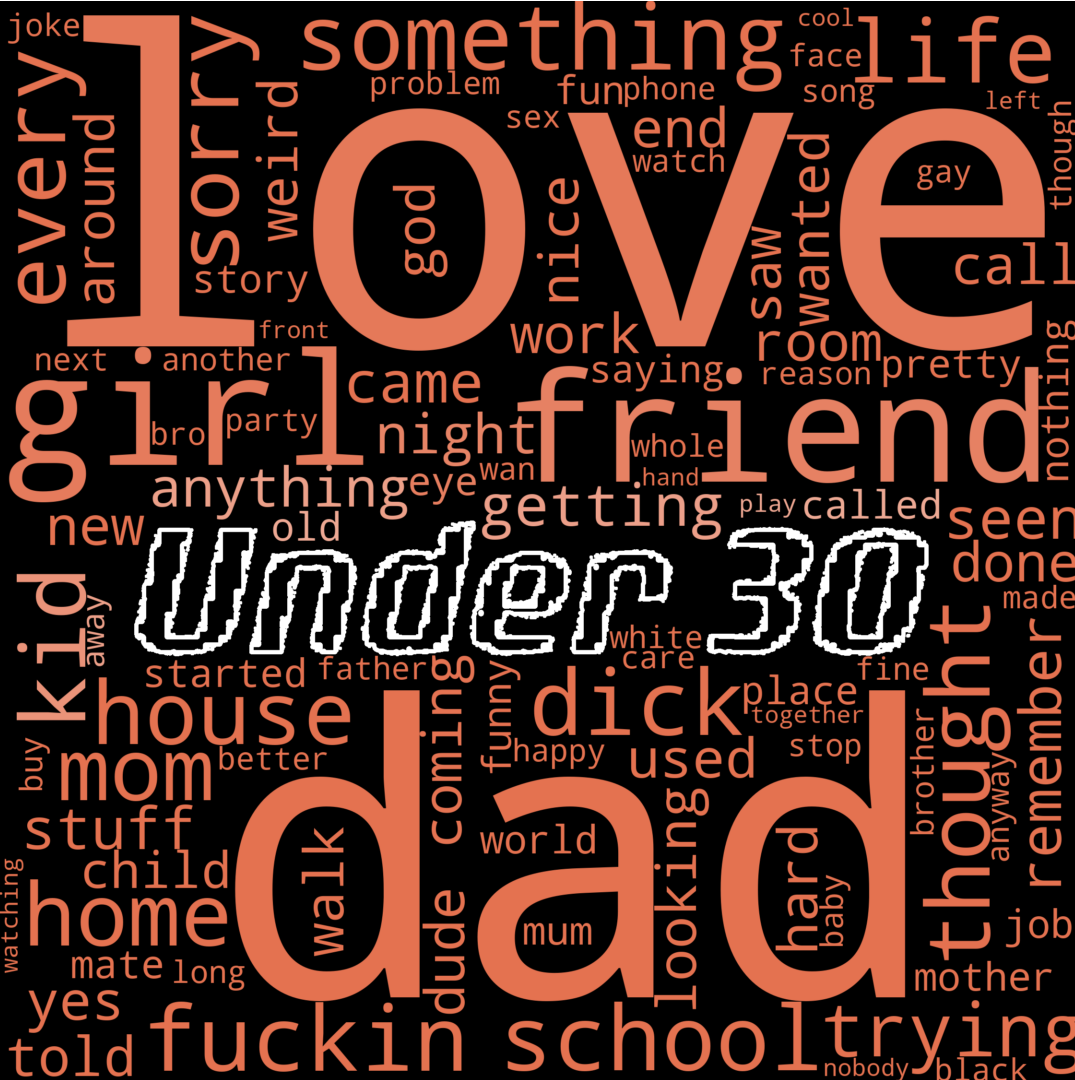 joke
every
around
sorry
weird
something
problem
fun
phone
cool
face
life
song
left
though
love
sex
end
watch
god
nice
saw
wanted
gay
call
story
front
work
room
next
another
saying
reason
pretty
nothing
girl
came
friend
bro
party
night
whole
wan
hand
anything
eye
getting
play
called
new
old
seen
done
Under 30
kid
away
white
care
made
started
father
coming
funny
fine
thought
remember
house
dick
place
together
buy
mom
better
happy
used
stop
brother
anyway
stuff
dad
walk
world
looking
hard
baby
child
watching
home
dude
mum
job
mate
long
mother
yes
told
fuckin
school
trying
nobody
black